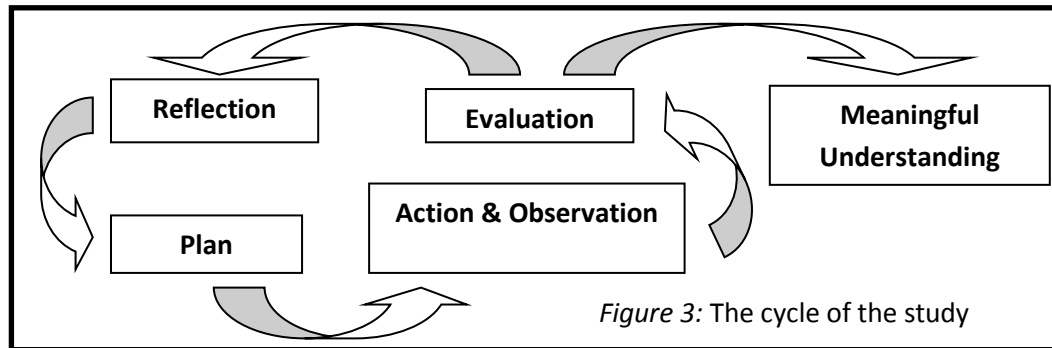 Reflection
Evaluation
Meaningful
Understanding
Plan
Action & Observation
Figure 3: The cycle of the study